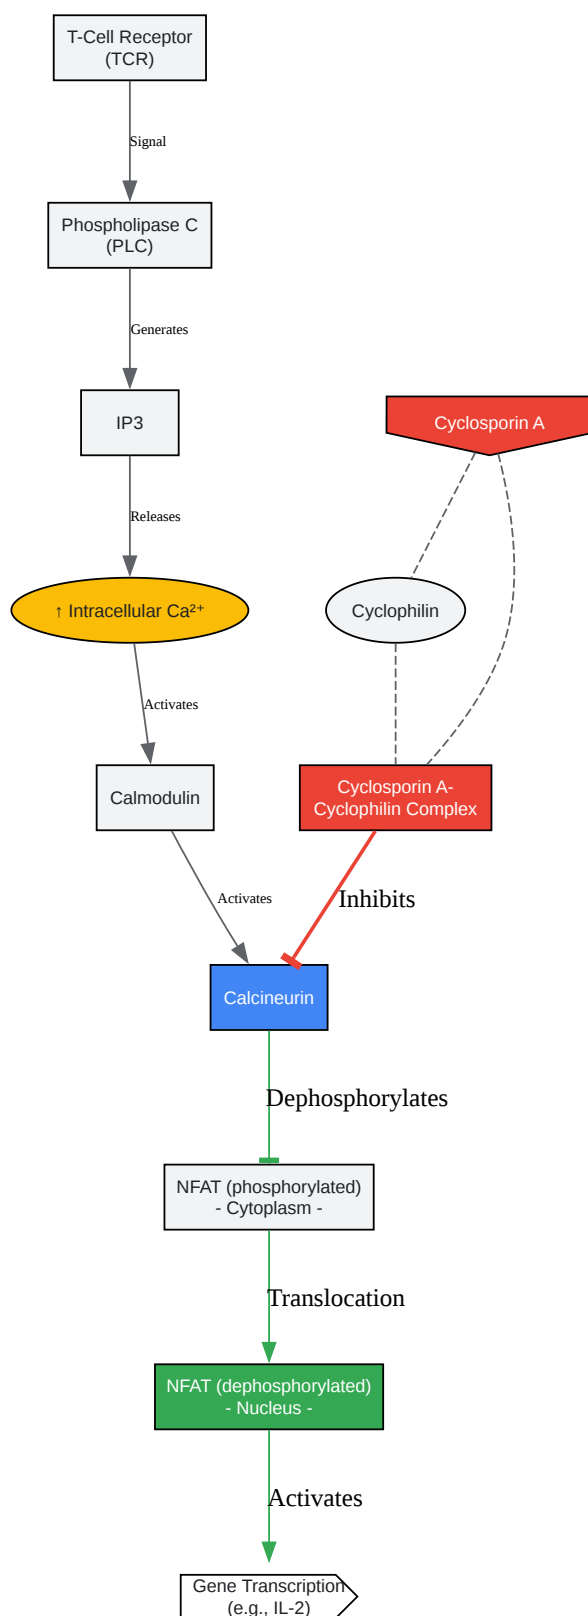 T-Cell Receptor
(TCR)
Signal
Phospholipase C
(PLC)
Generates
IP3
Cyclosporin A
Releases
↑ Intracellular Ca²⁺
Cyclophilin
Activates
Calmodulin
Cyclosporin A-
Cyclophilin Complex
Activates
Inhibits
Calcineurin
Dephosphorylates
NFAT (phosphorylated)
- Cytoplasm -
Translocation
NFAT (dephosphorylated)
- Nucleus -
Activates
Gene Transcription
(e.g., IL-2)